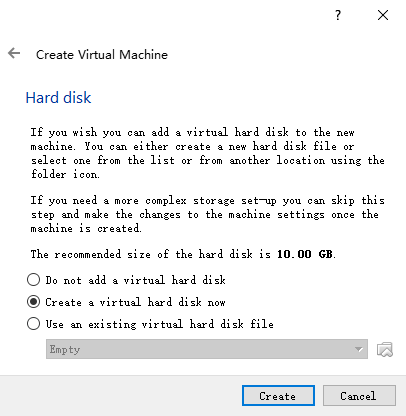 ?
Create Virtual Machine
Hard disk
If you wish you can add a virtual hard disk to the new
machine. You can either create a new hard disk file or
select one from the list or from another location using the
folder icon.
If you need a more complex storage set-up you can skip this
step and make the changes to the machine settings once the
machine is created.
The recommended size of the hard disk is 10.00 GB.
Do not add a virtual hard disk
Create a virtual hard disk now
Use an existing virtual hard disk file
Empty
Create
Cancel